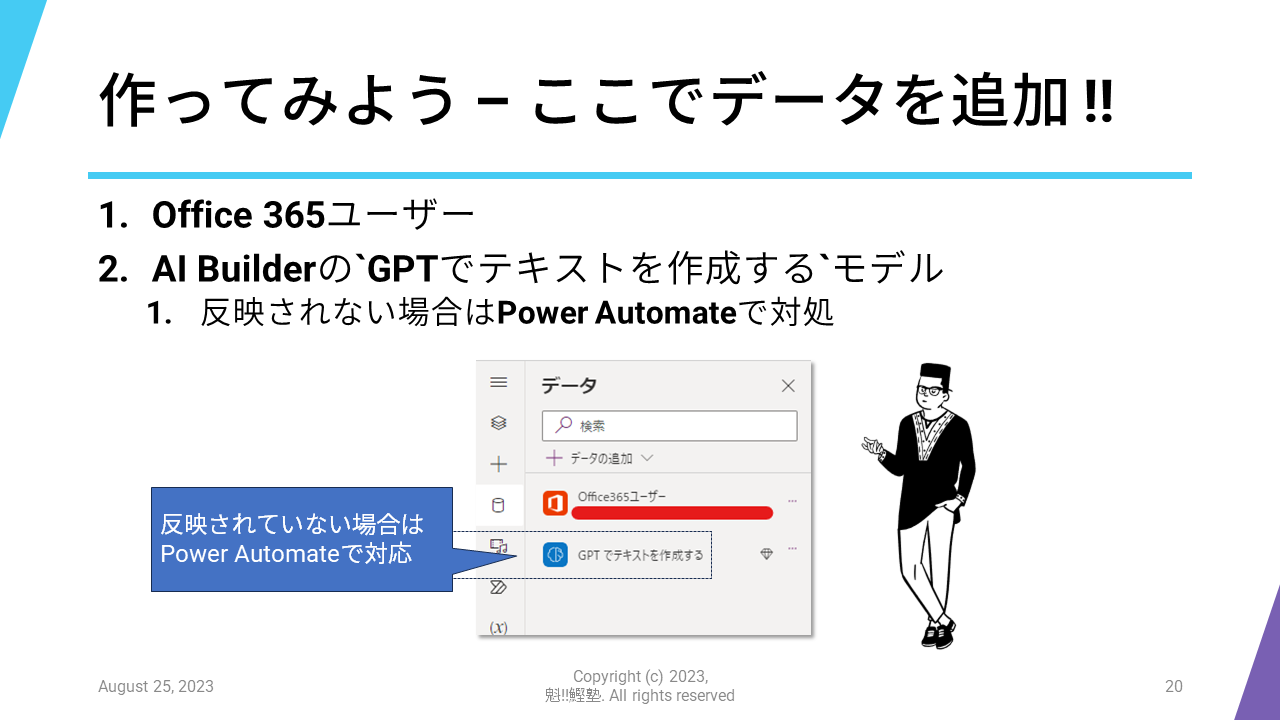 作ってみよう – ここでデータを追加 !!
1. Office 365ユーザー
2. AI Builderの`GPTでテキストを作成する`モデル
1. 反映されない場合はPower Automateで対処
データ
検索
データの追加
Office365ユーザー
反映されていない場合は
Power Automateで対応
GPT でテキストを作成する
(x)
August 25, 2023
Copyright (c) 2023,
魁!!鰹塾. All rights reserved
20